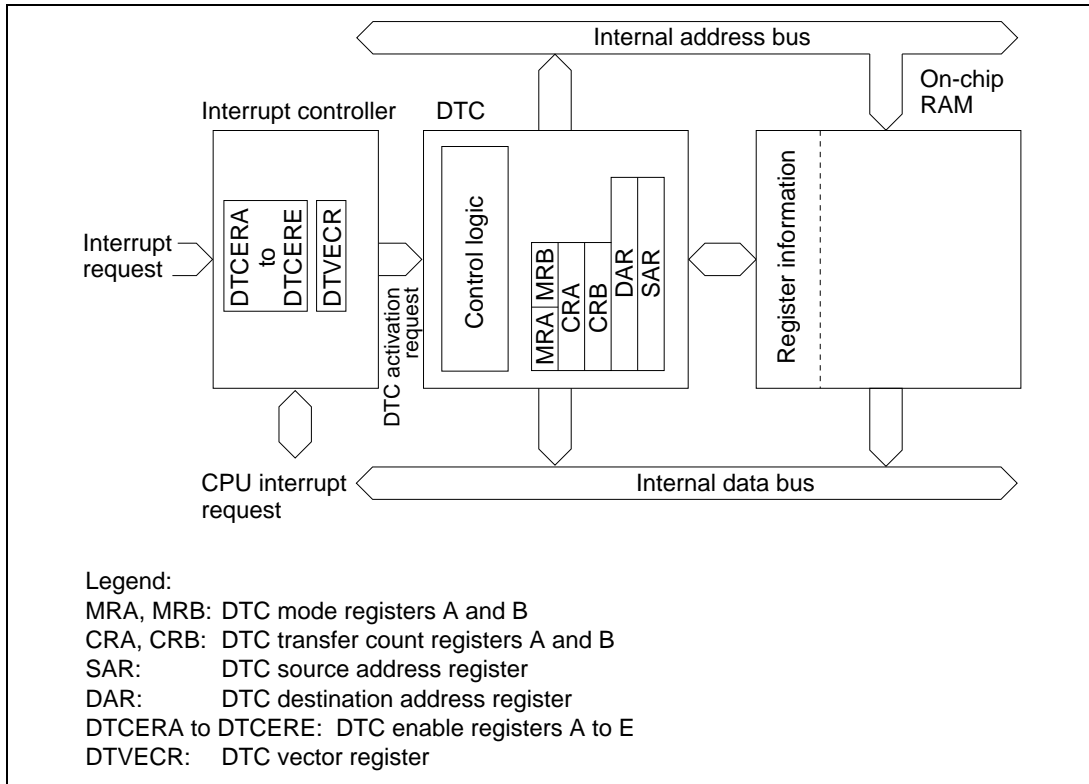 Internal address bus
On-chip
RAM
Interrupt controller
DTC
Interrupt
request
DTCERA
to
DTCERE
DTVECR
DTC activation
request
Control logic
MRA
MRB
CRA
CRB
DAR
SAR
Register information
CPU interrupt
request
Internal data bus
Legend:
MRA, MRB: DTC mode registers A and B
CRA, CRB: DTC transfer count registers A and B
SAR: DTC source address register
DAR: DTC destination address register
DTCERA to DTCERE: DTC enable registers A to E
DTVECR: DTC vector register